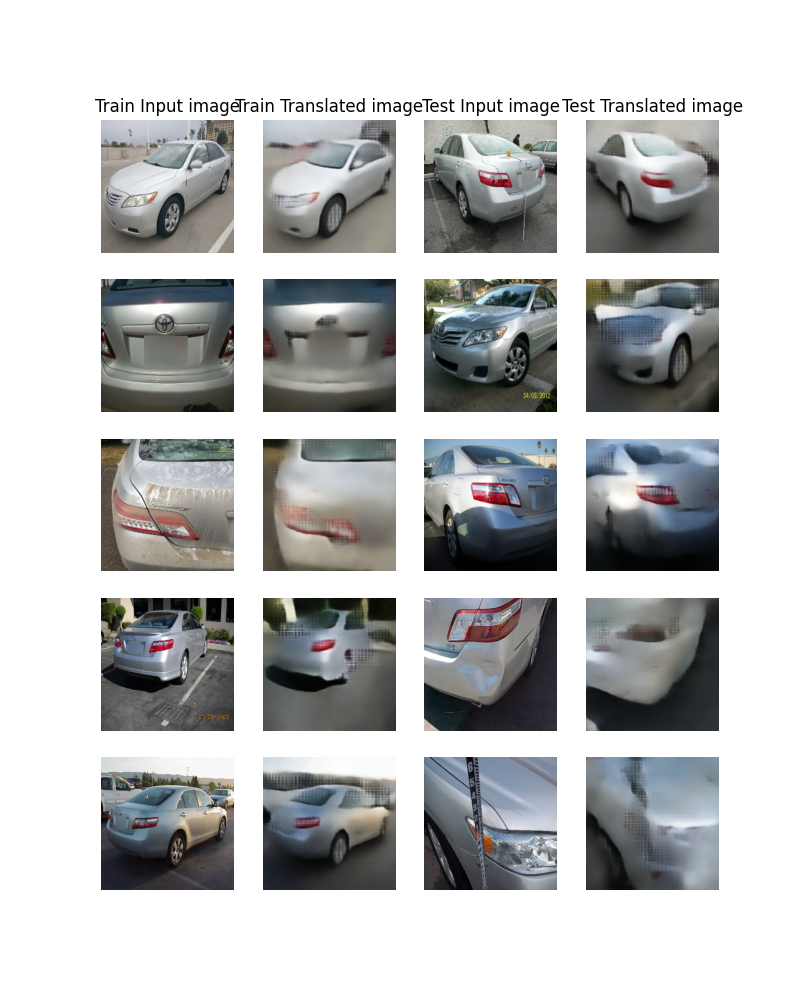 Train Input image
Train Translated image
Test Input image
Test Translated image
04/02/2012